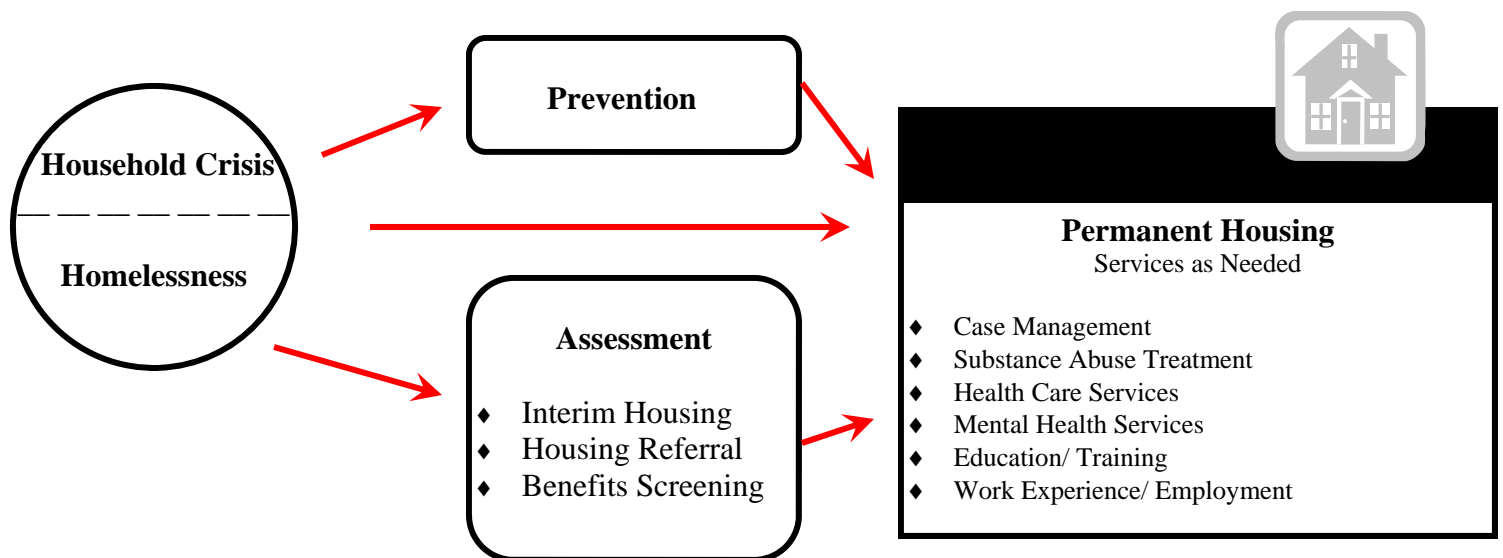 Household Crisis
Homelessness
Prevention
Assessment
♦ Interim Housing
♦ Housing Referral
♦ Benefits Screening
Permanent Housing
Services as Needed
♦ Case Management
♦ Substance Abuse Treatment
♦ Health Care Services
♦ Mental Health Services
♦ Education/ Training
♦ Work Experience/ Employment